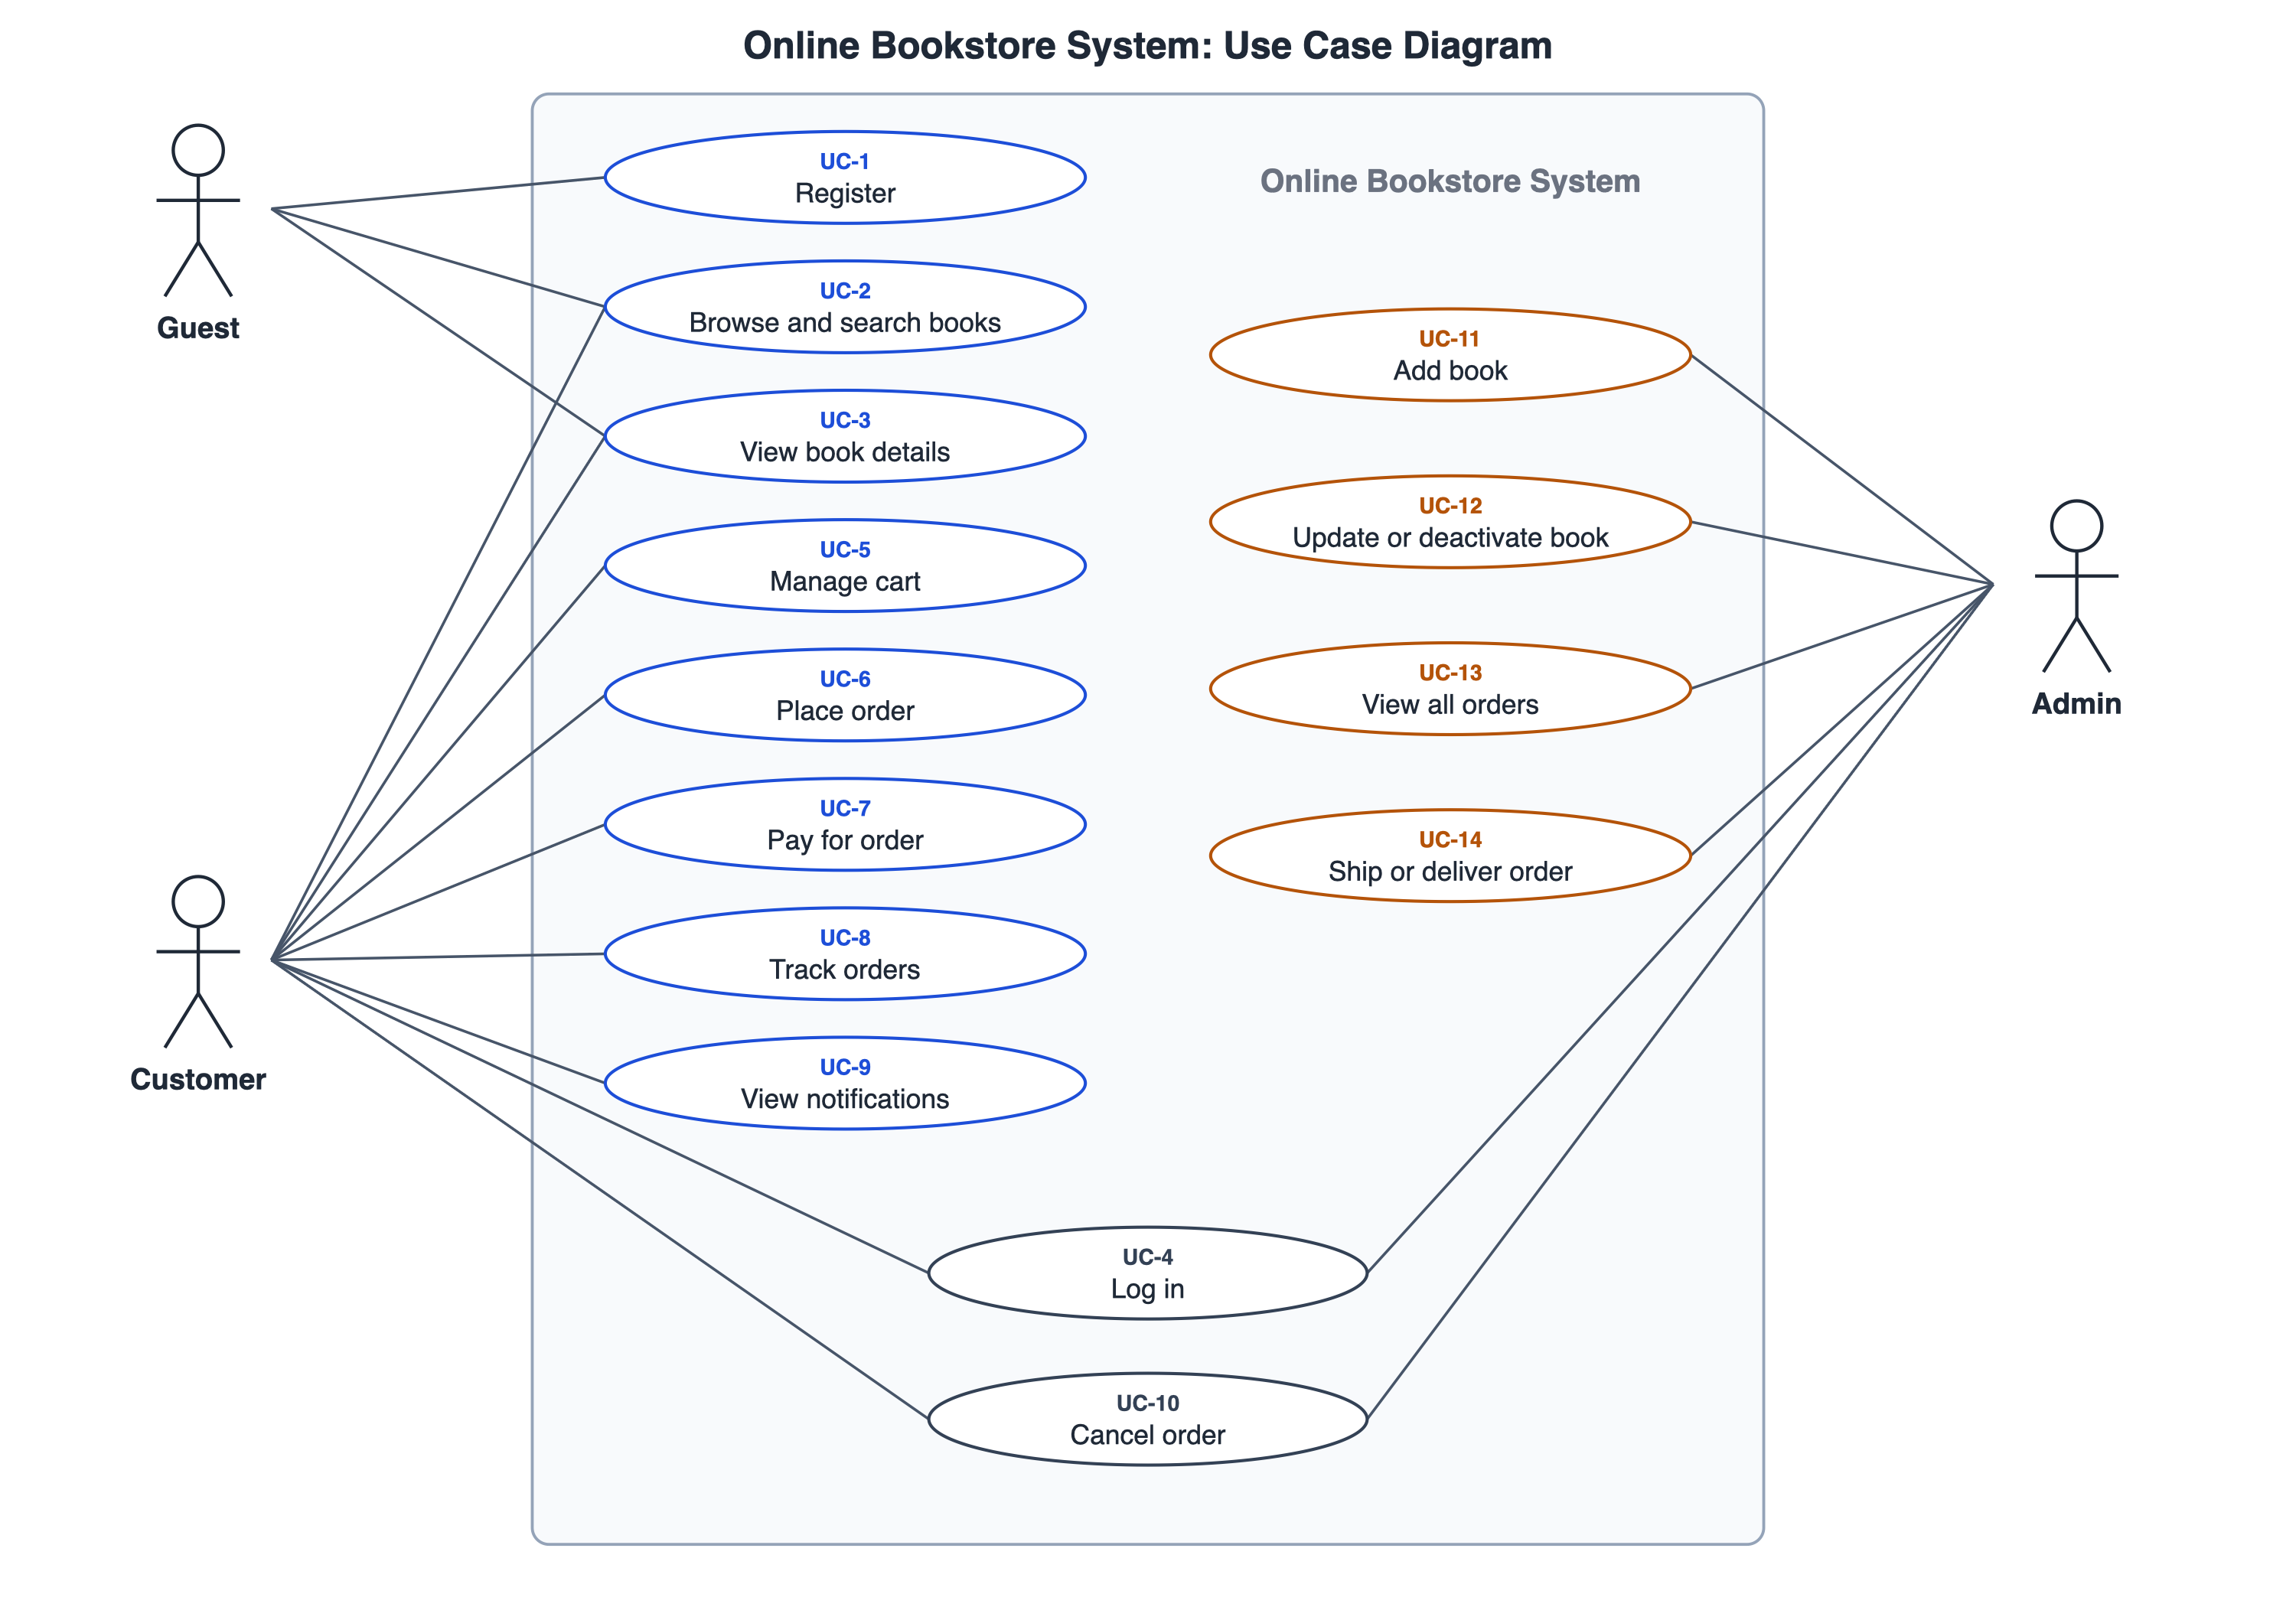 Online Bookstore System: Use Case Diagram
Online Bookstore System
Guest
Customer
Admin
UC-1
Register
UC-2
Browse and search books
UC-3
View book details
UC-5
Manage cart
UC-6
Place order
UC-7
Pay for order
UC-8
Track orders
UC-9
View notifications
UC-11
Add book
UC-12
Update or deactivate book
UC-13
View all orders
UC-14
Ship or deliver order
UC-4
Log in
UC-10
Cancel order